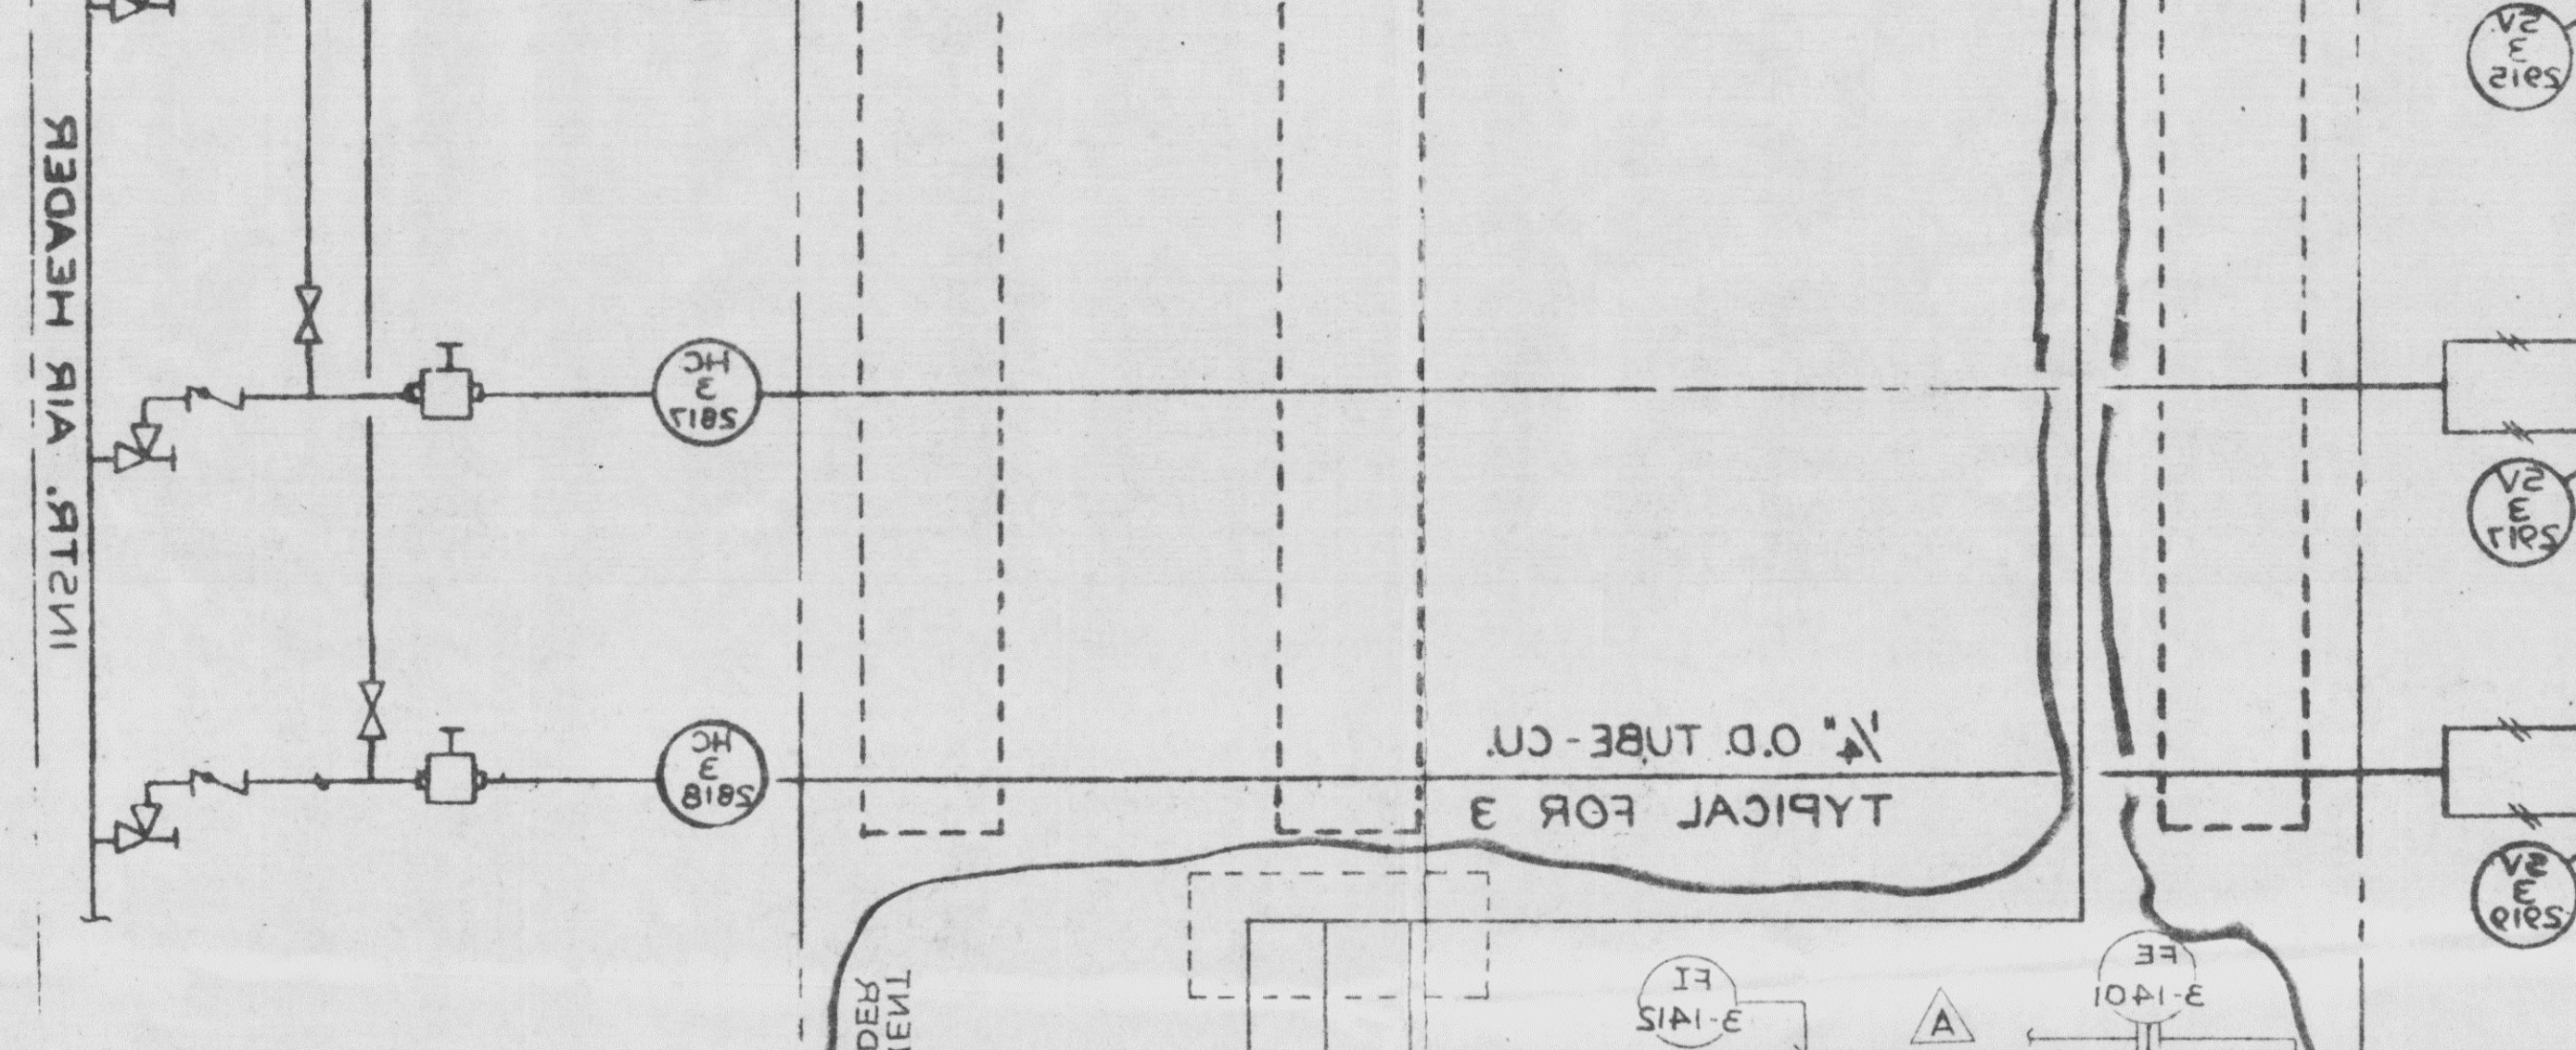 INSTR. AIR HEADER
SV
3
2915
HC
3
2817
SV
3
2917
1/4" O.D. TUBE-CU.
TYPICAL FOR 3
HC
3
2818
SV
3
2919
FI
3-1412
A
FE
3-1401